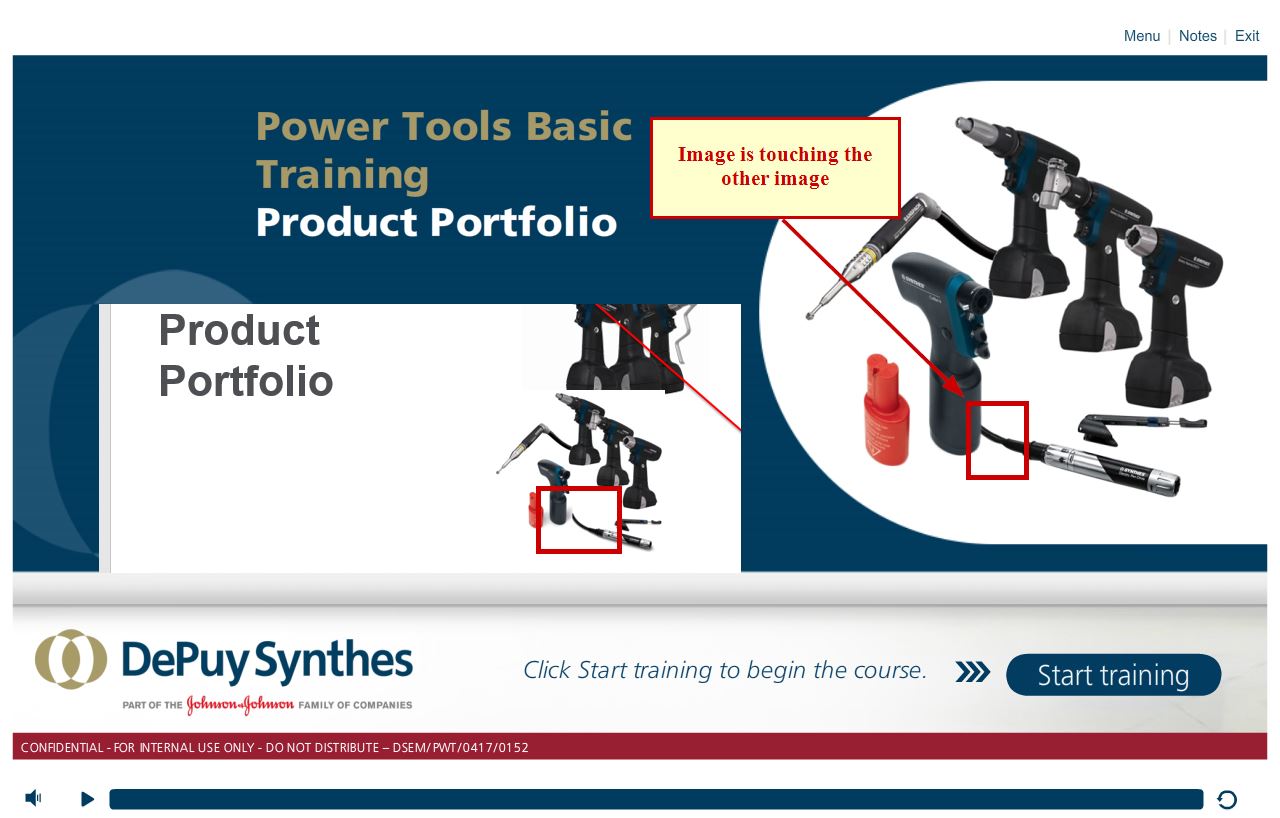 Menu | Notes | Exit
Power Tools Basic
Training
Product Portfolio
Image is touching the
other image
Product
Portfolio
SYNTHES
SYNTHES
DePuy Synthes
PART OF THE Johnson & Johnson FAMILY OF COMPANIES
Click Start training to begin the course.
Start training
CONFIDENTIAL - FOR INTERNAL USE ONLY - DO NOT DISTRIBUTE – DSEM/PWT/0417/0152